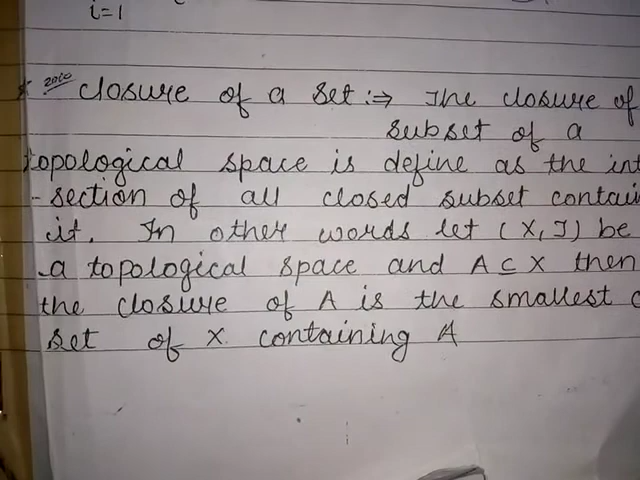 i=1
* 2000 closure of a set :⇒ The closure of
subset of a
topological space is define as the int
-section of all closed subset contai
it. In other words let (X, J) be
a topological space and A ⊆ X then
the closure of A is the smallest c
set of X containing A